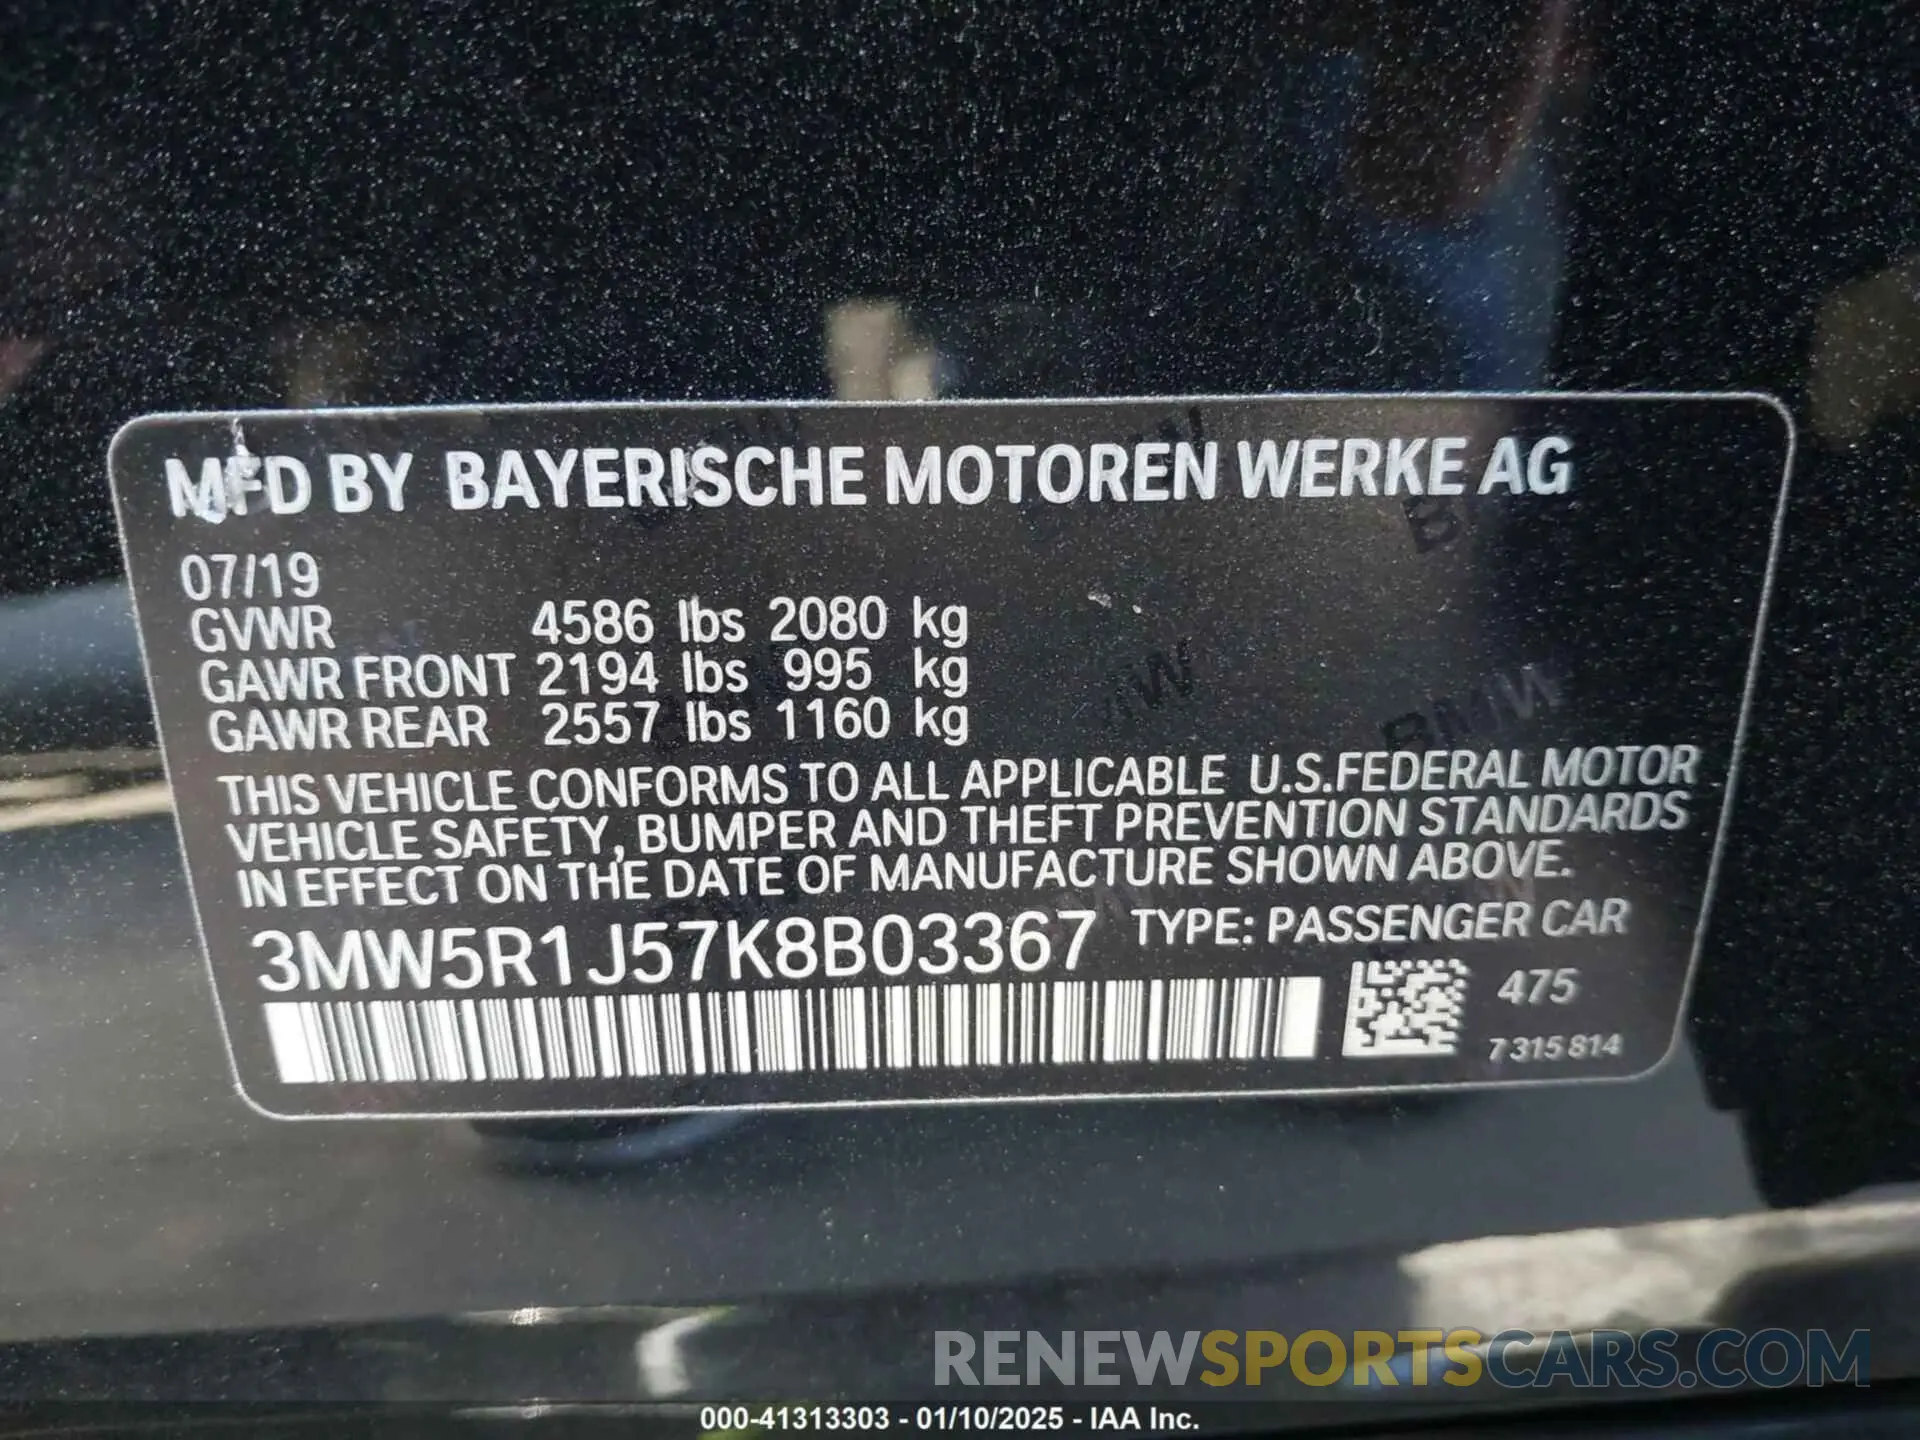 MFD BY BAYERISCHE MOTOREN WERKE AG
07/19
GVWR 4586 lbs 2080 kg
GAWR FRONT 2194 lbs 995 kg
GAWR REAR 2557 lbs 1160 kg
THIS VEHICLE CONFORMS TO ALL APPLICABLE U.S.FEDERAL MOTOR
VEHICLE SAFETY, BUMPER AND THEFT PREVENTION STANDARDS
IN EFFECT ON THE DATE OF MANUFACTURE SHOWN ABOVE.
3MW5R1J57K8B03367 TYPE: PASSENGER CAR
475
7 315 814
BMW
RENEWSPORTSCARS.COM
000-41313303 - 01/10/2025 - IAA Inc.